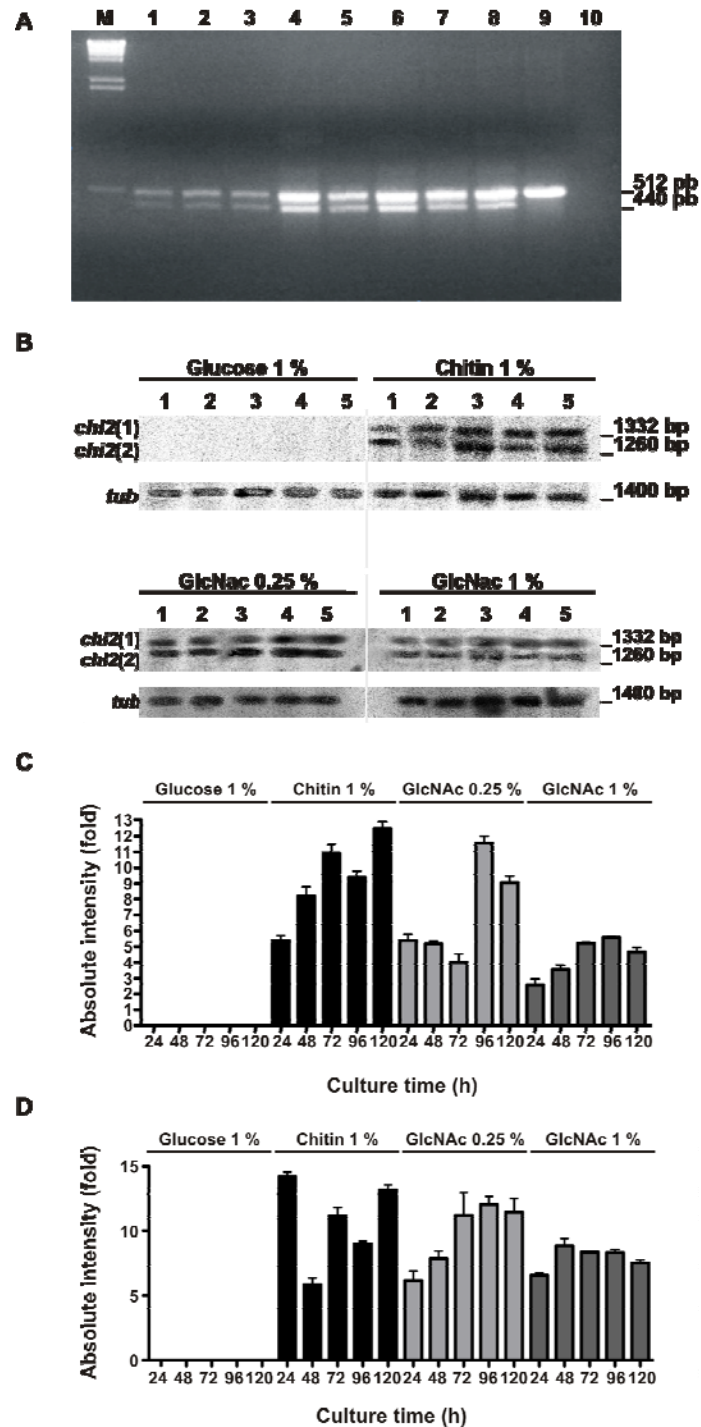 A
M 1 2 3 4 5 6 7 8 9 10
512 pb
440 pb
B
Glucose 1 % Chitin 1 %
1 2 3 4 5 1 2 3 4 5
chi2(1) 1332 bp
chi2(2) 1260 bp
tub 1400 bp
GlcNac 0.25 % GlcNac 1 %
1 2 3 4 5 1 2 3 4 5
chi2(1) 1332 bp
chi2(2) 1260 bp
tub 1480 bp
C
Glucose 1 % Chitin 1 % GlcNAc 0.25 % GlcNAc 1 %
Absolute intensity (fold)
13
12
11
10
9
8
7
6
5
4
3
2
1
0
24 48 72 96 120 24 48 72 96 120 24 48 72 96 120 24 48 72 96 120
Culture time (h)
D
Glucose 1 % Chitin 1 % GlcNAc 0.25 % GlcNAc 1 %
Absolute intensity (fold)
15
10
5
0
24 48 72 96 120 24 48 72 96 120 24 48 72 96 120 24 48 72 96 120
Culture time (h)